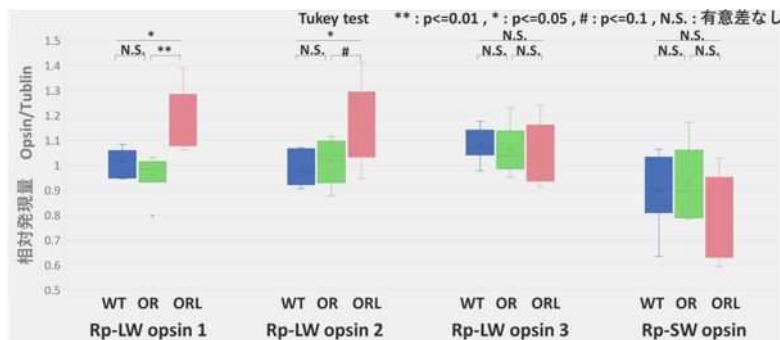 Tukey test ** : p<=0.01 , * : p<=0.05 , # : p<=0.1 , N.S. : 有意差なし
* * N.S. N.S.
N.S. ** N.S. # N.S. N.S. N.S. N.S.
相対発現量 Opsin/Tublin
1.5
1.4
1.3
1.2
1.1
1
0.9
0.8
0.7
0.6
0.5
WT OR ORL WT OR ORL WT OR ORL WT OR ORL
Rp-LW opsin 1 Rp-LW opsin 2 Rp-LW opsin 3 Rp-SW opsin